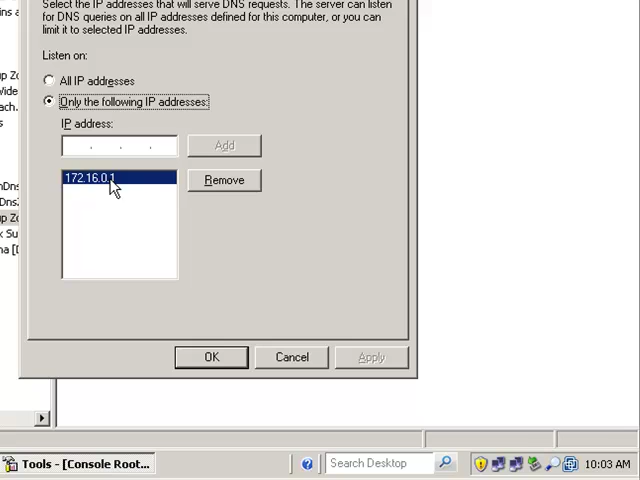 Select the IP addresses that will serve DNS requests. The server can listen
for DNS queries on all IP addresses defined for this computer, or you can
limit it to selected IP addresses.
Listen on:
All IP addresses
Only the following IP addresses:
IP address:
. . .
Add
172.16.0.1
Remove
OK
Cancel
Apply
Tools - [Console Root...
Search Desktop
10:03 AM